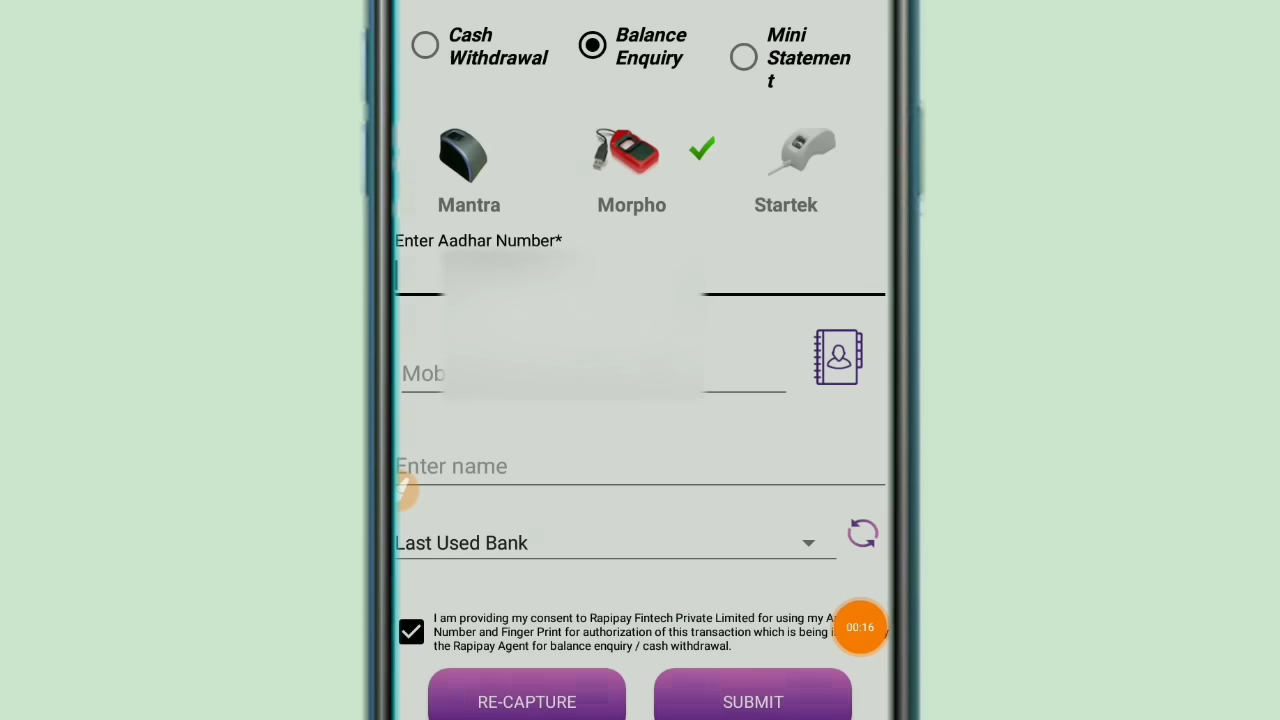 Cash
Withdrawal
Balance
Enquiry
Mini
Statemen
t
Mantra
Morpho
Startek
Enter Aadhar Number*
Mob
Enter name
Last Used Bank
I am providing my consent to Rapipay Fintech Private Limited for using my
Number and Finger Print for authorization of this transaction which is being
the Rapipay Agent for balance enquiry / cash withdrawal.
00:16
RE-CAPTURE
SUBMIT